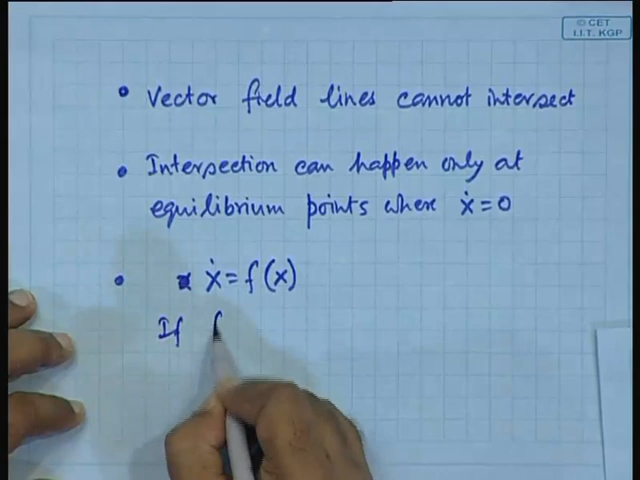 © CET
I.I.T. KGP
• Vector field lines cannot intersect
• Intersection can happen only at
equilibrium points where ẋ=0
• ẋ=f(x)
If f